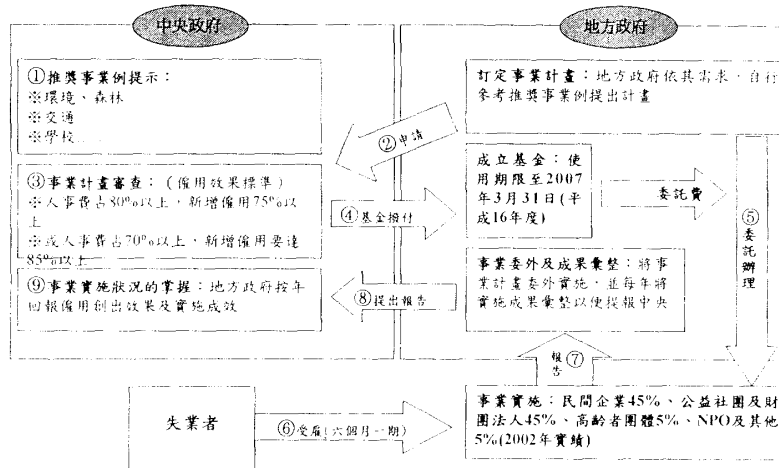 中央政府
地方政府
①推獎事業例提示：
※環境、森林
※交通
※學校....
訂定事業計畫：地方政府依其需求，自行
參考推獎事業例提出計畫
②申請
③事業計畫審查：（僱用效果標準）
※人事費占80%以上，新增僱用75%以
上
※或人事費占70%以上，新增僱用要達
85%以上
④基金撥付
成立基金：使
用期限至2007
年3月31日(平
成16年度)
委託費
⑤委託辦理
⑨事業實施狀況的掌握：地方政府按年
回報僱用創出效果及實施成效
⑧提出報告
事業委外及成果彙整：將事
業計畫委外實施，並每年將
實施成果彙整以便提報中央
報告⑦
失業者
⑥受雇(六個月一期)
事業實施：民間企業45%、公益社團及財
團法人45%、高齡者團體5%、NPO及其他
5%(2002年實績)